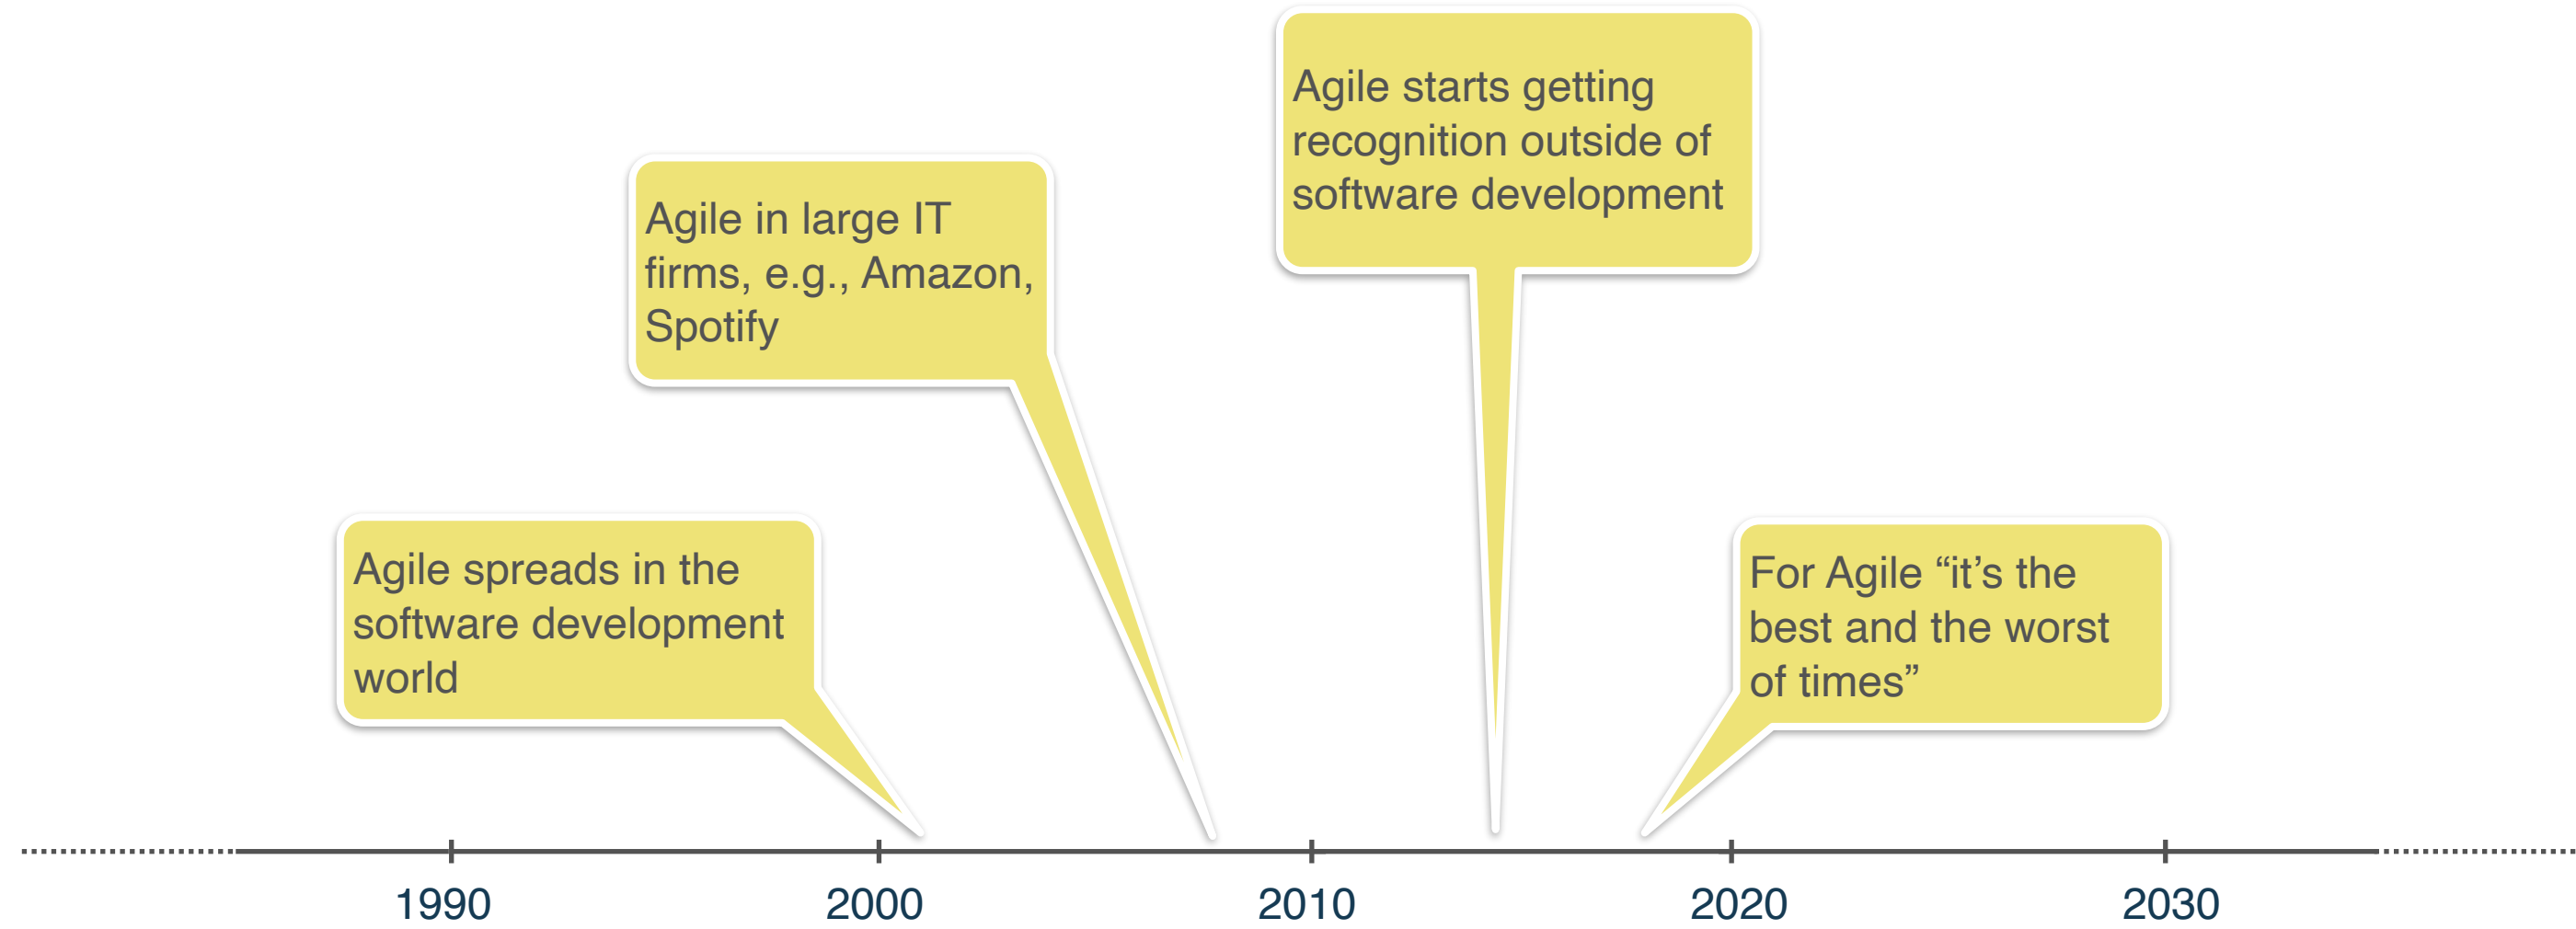 Agile starts getting
recognition outside of
software development
Agile in large IT
firms, e.g., Amazon,
Spotify
Agile spreads in the
software development
world
For Agile “it’s the
best and the worst
of times”
1990
2000
2010
2020
2030